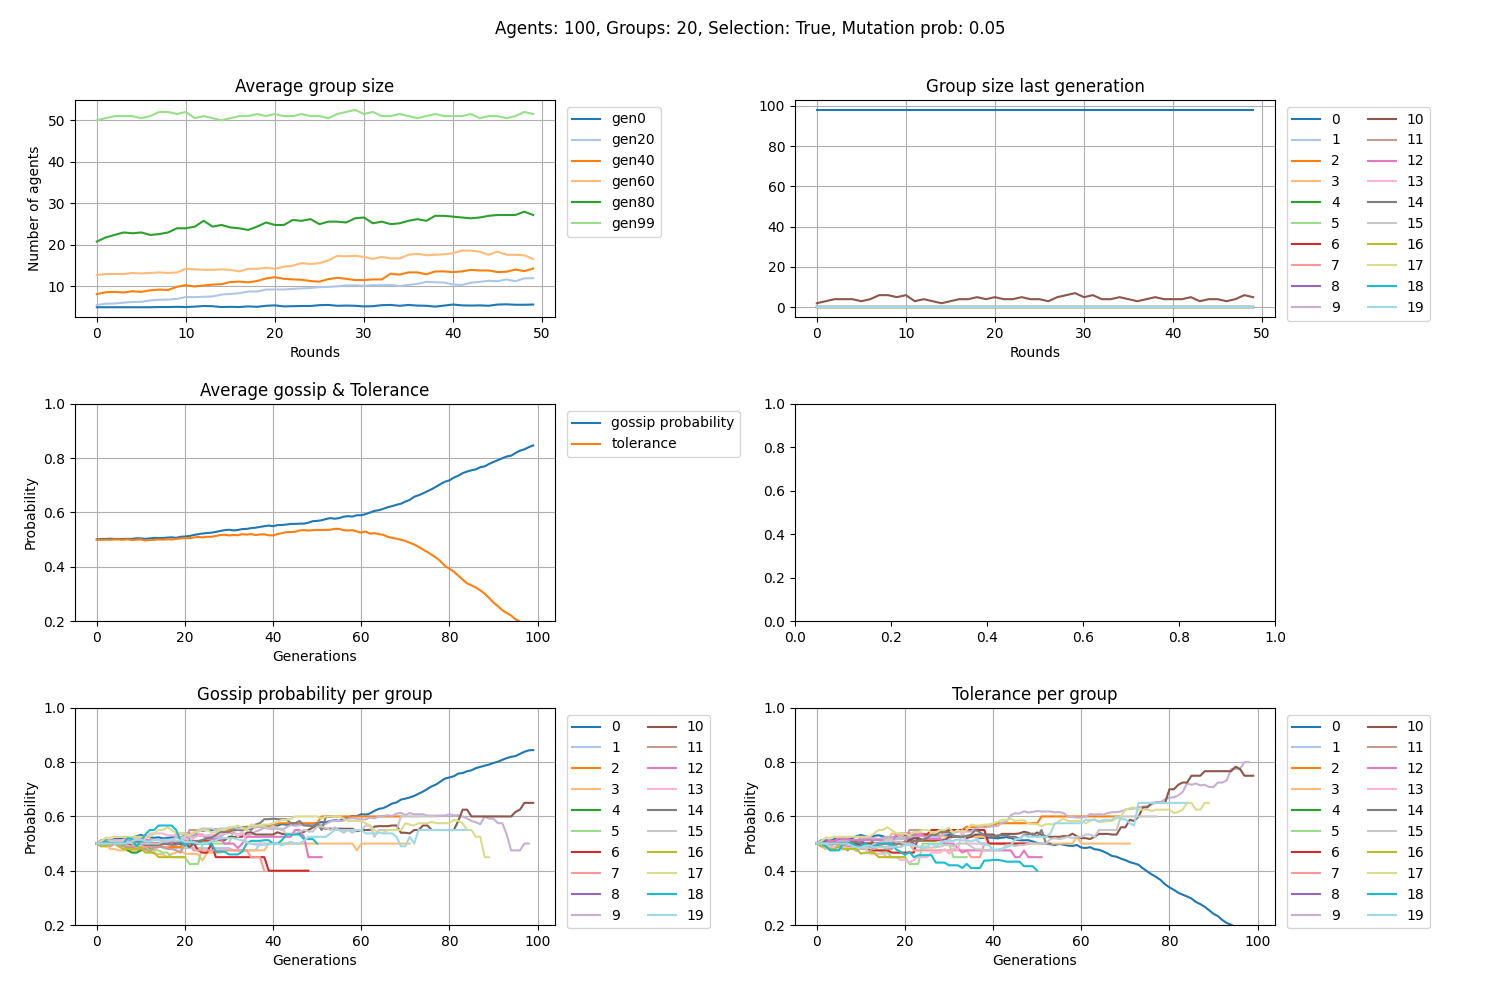 Agents: 100, Groups: 20, Selection: True, Mutation prob: 0.05
Average group size
Number of agents
50
40
30
20
10
0 10 20 30 40 50
Rounds
gen0
gen20
gen40
gen60
gen80
gen99
Group size last generation
100
80
60
40
20
0
0 10 20 30 40 50
Rounds
0 10
1 11
2 12
3 13
4 14
5 15
6 16
7 17
8 18
9 19
Average gossip & Tolerance
Probability
1.0
0.8
0.6
0.4
0.2
0 20 40 60 80 100
Generations
gossip probability
tolerance
1.0
0.8
0.6
0.4
0.2
0.0
0.0 0.2 0.4 0.6 0.8 1.0
Gossip probability per group
Probability
1.0
0.8
0.6
0.4
0.2
0 20 40 60 80 100
Generations
0 10
1 11
2 12
3 13
4 14
5 15
6 16
7 17
8 18
9 19
Tolerance per group
Probability
1.0
0.8
0.6
0.4
0.2
0 20 40 60 80 100
Generations
0 10
1 11
2 12
3 13
4 14
5 15
6 16
7 17
8 18
9 19